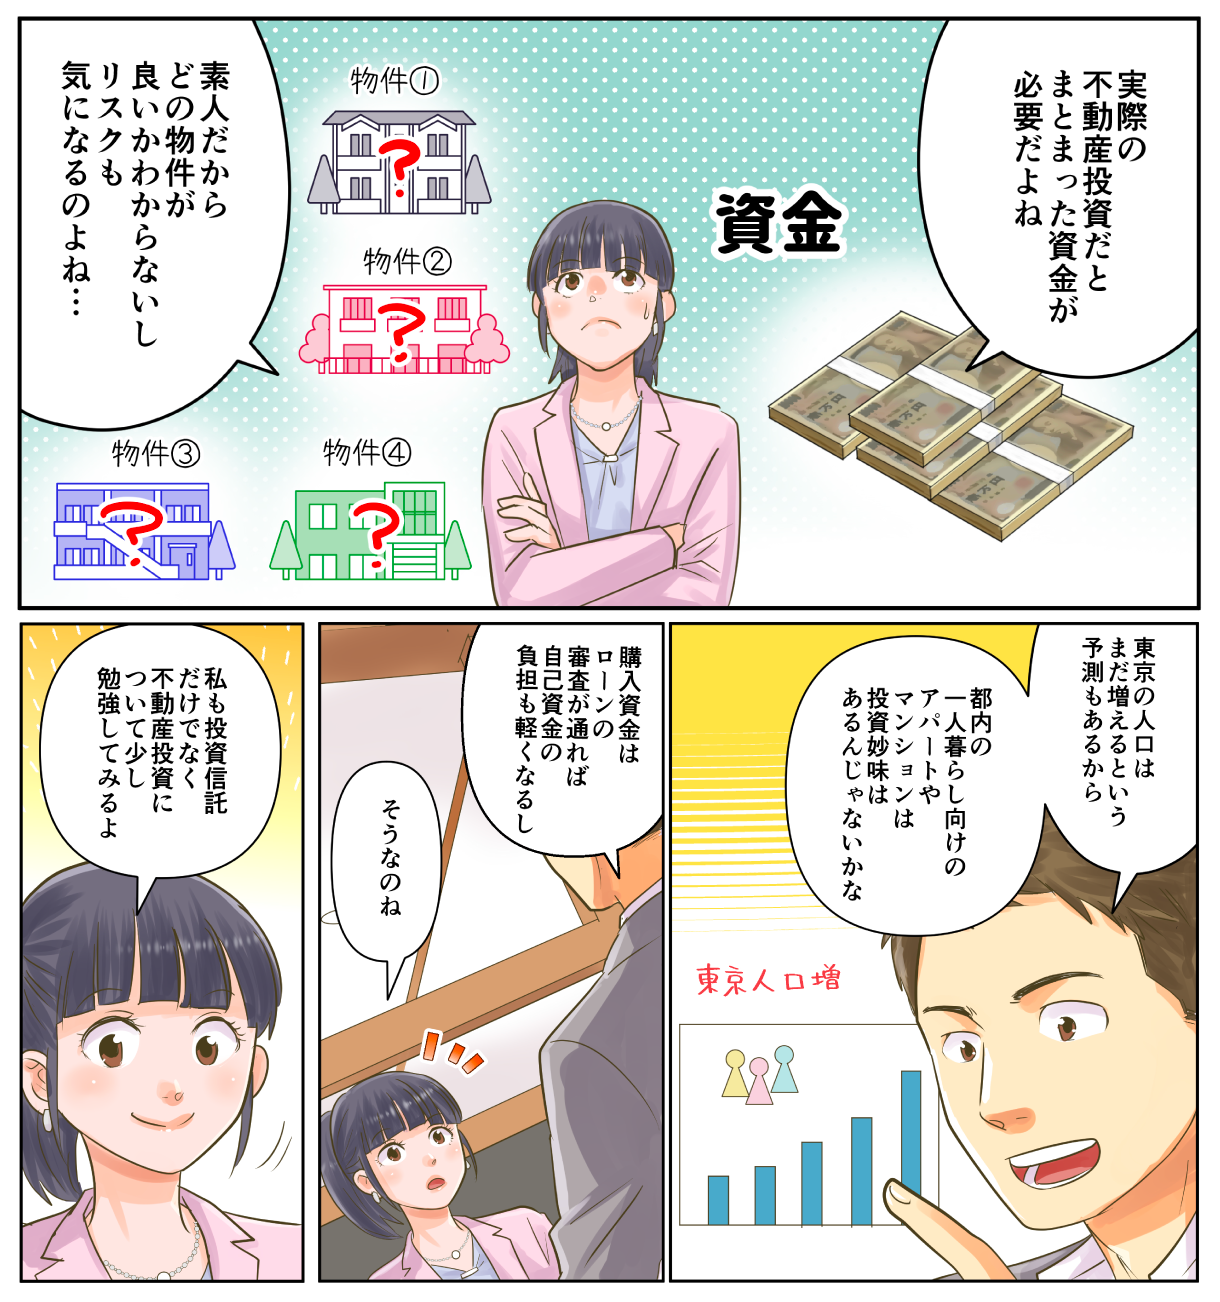 実際の
不動産投資だと
まとまった資金が
必要だよね
資金
物件①
物件②
物件③
物件④
素人だから
どの物件が
良いかわからないし
リスクも
気になるのよね…
東京の人口は
まだ増えるという
予測もあるから
都内の
一人暮らし向けの
アパートや
マンションは
投資妙味は
あるんじゃないかな
東京人口増
購入資金は
ローンの
審査が通れば
自己資金の
負担も軽くなるし
そうなのね
私も投資信託
だけでなく
不動産投資に
ついて少し
勉強してみるよ